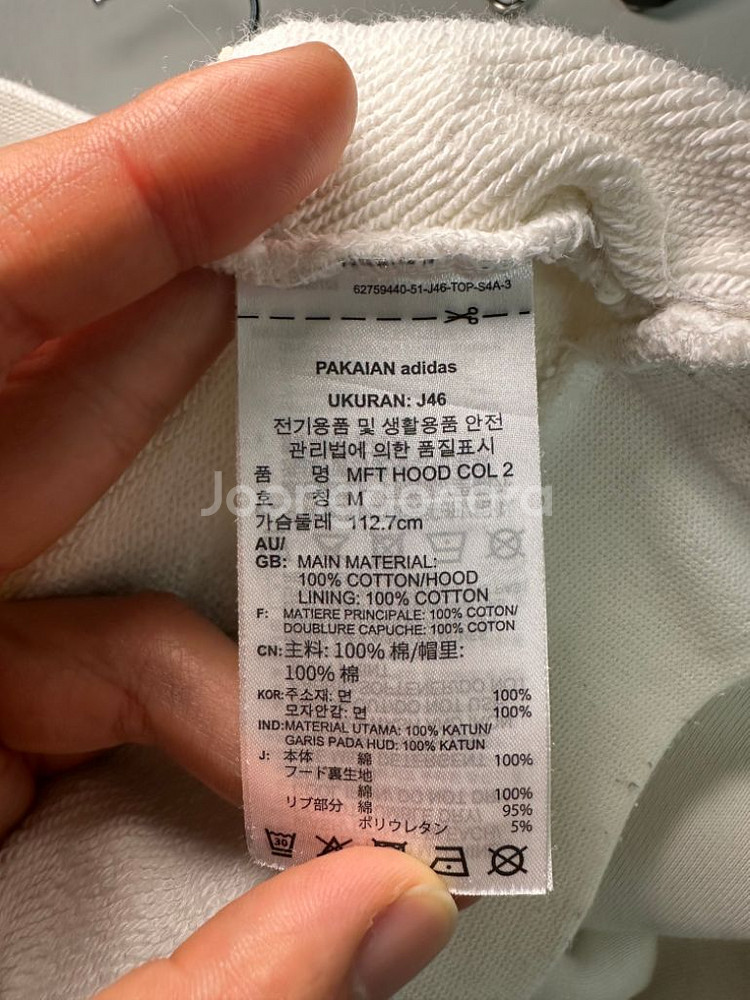 62759440-51-J46-TOP-S4A-3
PAKAIAN adidas
UKURAN: J46
전기용품 및 생활용품 안전
관리법에 의한 품질표시
품 명 MFT HOOD COL 2
호 칭 M
가슴둘레 112.7cm
AU/
GB: MAIN MATERIAL:
100% COTTON/HOOD
LINING: 100% COTTON
F: MATIERE PRINCIPALE: 100% COTON/
DOUBLURE CAPUCHE: 100% COTON
CN: 主料: 100% 棉/帽里:
100% 棉
KOR: 주소재: 면 100%
모자안감: 면 100%
IND: MATERIAL UTAMA: 100% KATUN/
GARIS PADA HUD: 100% KATUN
J: 本体 綿 100%
フード裏生地
綿 100%
リブ部分 綿 95%
ポリウレタン 5%
30
Joongonara